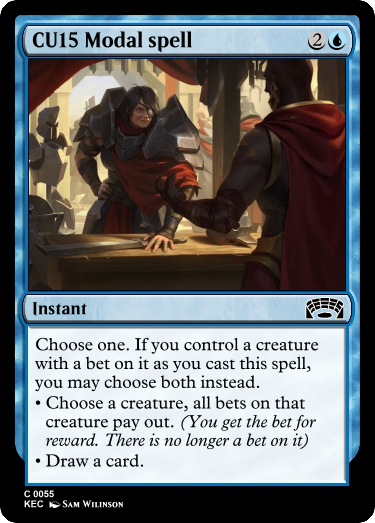 CU15 Modal spell 2
Instant
Choose one. If you control a creature
with a bet on it as you cast this spell,
you may choose both instead.
• Choose a creature, all bets on that
creature pay out. (You get the bet for
reward. There is no longer a bet on it)
• Draw a card.
C 0055
KEC SAM WILINSON